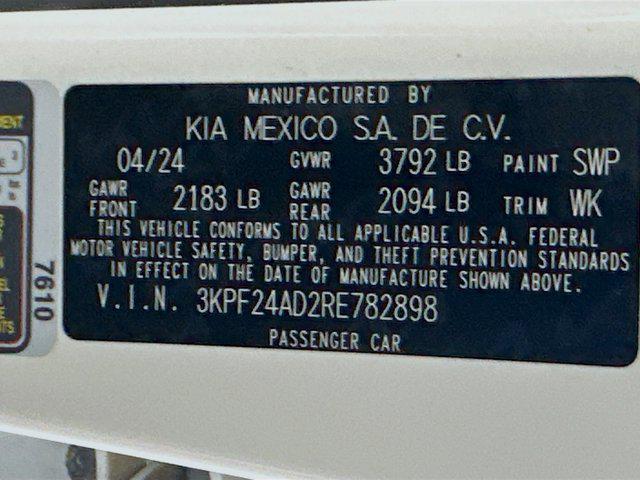 MANUFACTURED BY
KIA MEXICO S.A. DE C.V.
04/24 GVWR 3792 LB PAINT SWP
GAWR FRONT 2183 LB GAWR REAR 2094 LB TRIM WK
THIS VEHICLE CONFORMS TO ALL APPLICABLE U.S.A. FEDERAL
MOTOR VEHICLE SAFETY, BUMPER, AND THEFT PREVENTION STANDARDS
IN EFFECT ON THE DATE OF MANUFACTURE SHOWN ABOVE.
V.I.N. 3KPF24AD2RE782898
PASSENGER CAR
7610